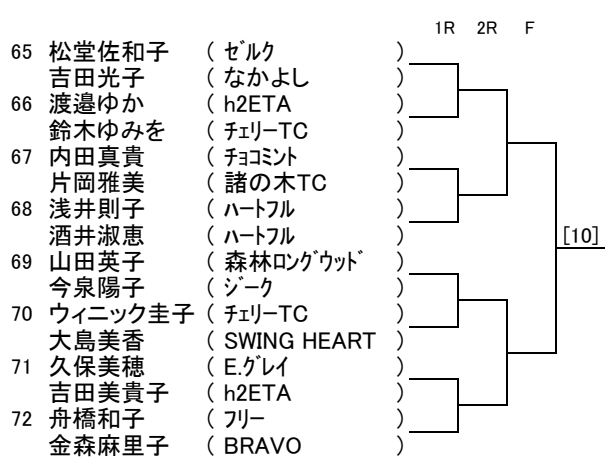 1R 2R F
65 松堂佐和子 ( ｾﾞﾙｸ )
吉田光子 ( なかよし )
66 渡邉ゆか ( h2ETA )
鈴木ゆみを ( ﾁｪﾘｰTC )
67 内田真貴 ( ﾁｮｺﾐﾝﾄ )
片岡雅美 ( 諸の木TC )
68 浅井則子 ( ﾊｰﾄﾌﾙ )
酒井淑恵 ( ﾊｰﾄﾌﾙ )
[10]
69 山田英子 ( 森林ﾛﾝｸﾞｳｯﾄﾞ )
今泉陽子 ( ｼﾞｰｸ )
70 ウィニック圭子 ( ﾁｪﾘｰTC )
大島美香 ( SWING HEART )
71 久保美穂 ( E.ｸﾞﾚｲ )
吉田美貴子 ( h2ETA )
72 舟橋和子 ( ﾌﾘｰ )
金森麻里子 ( BRAVO )